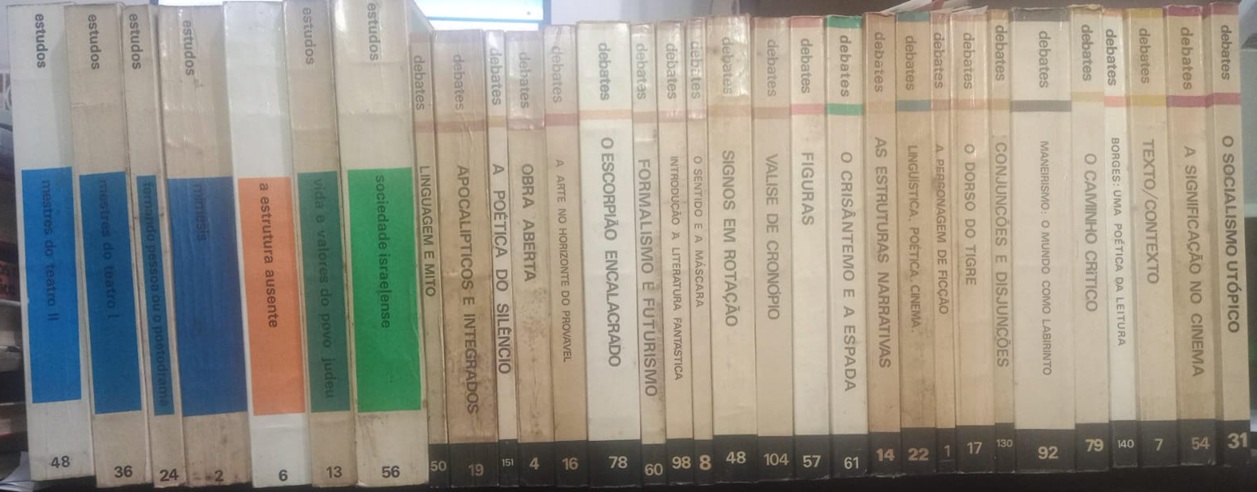 estudos
mestres do teatro II
48
estudos
mestres do teatro I
36
estudos
fernando pessoa ou o poetodrama
24
estudos
mimesis
2
a estrutura ausente
6
estudos
vida e valores do povo judeu
13
estudos
sociedade israelense
56
debates
LINGUAGEM E MITO
50
debates
APOCALIPTICOS E INTEGRADOS
19
debates
A POÉTICA DO SILÊNCIO
151
debates
OBRA ABERTA
4
debates
A ARTE NO HORIZONTE DO PROVÁVEL
16
debates
O ESCORPIÃO ENCALACRADO
78
debates
FORMALISMO E FUTURISMO
60
debates
INTRODUÇÃO À LITERATURA FANTÁSTICA
98
debates
O SENTIDO E A MÁSCARA
8
debates
SIGNOS EM ROTAÇÃO
48
debates
VALISE DE CRONÓPIO
104
debates
FIGURAS
57
debates
O CRISÂNTEMO E A ESPADA
61
debates
AS ESTRUTURAS NARRATIVAS
14
debates
LINGÜÍSTICA. POÉTICA. CINEMA.
22
debates
A PERSONAGEM DE FICÇÃO
1
debates
O DORSO DO TIGRE
17
debates
CONJUNÇÕES E DISJUNÇÕES
130
debates
MANEIRISMO: O MUNDO COMO LABIRINTO
92
debates
O CAMINHO CRÍTICO
79
debates
BORGES: UMA POÉTICA DA LEITURA
140
debates
TEXTO/CONTEXTO
7
debates
A SIGNIFICAÇÃO NO CINEMA
54
debates
O SOCIALISMO UTÓPICO
31